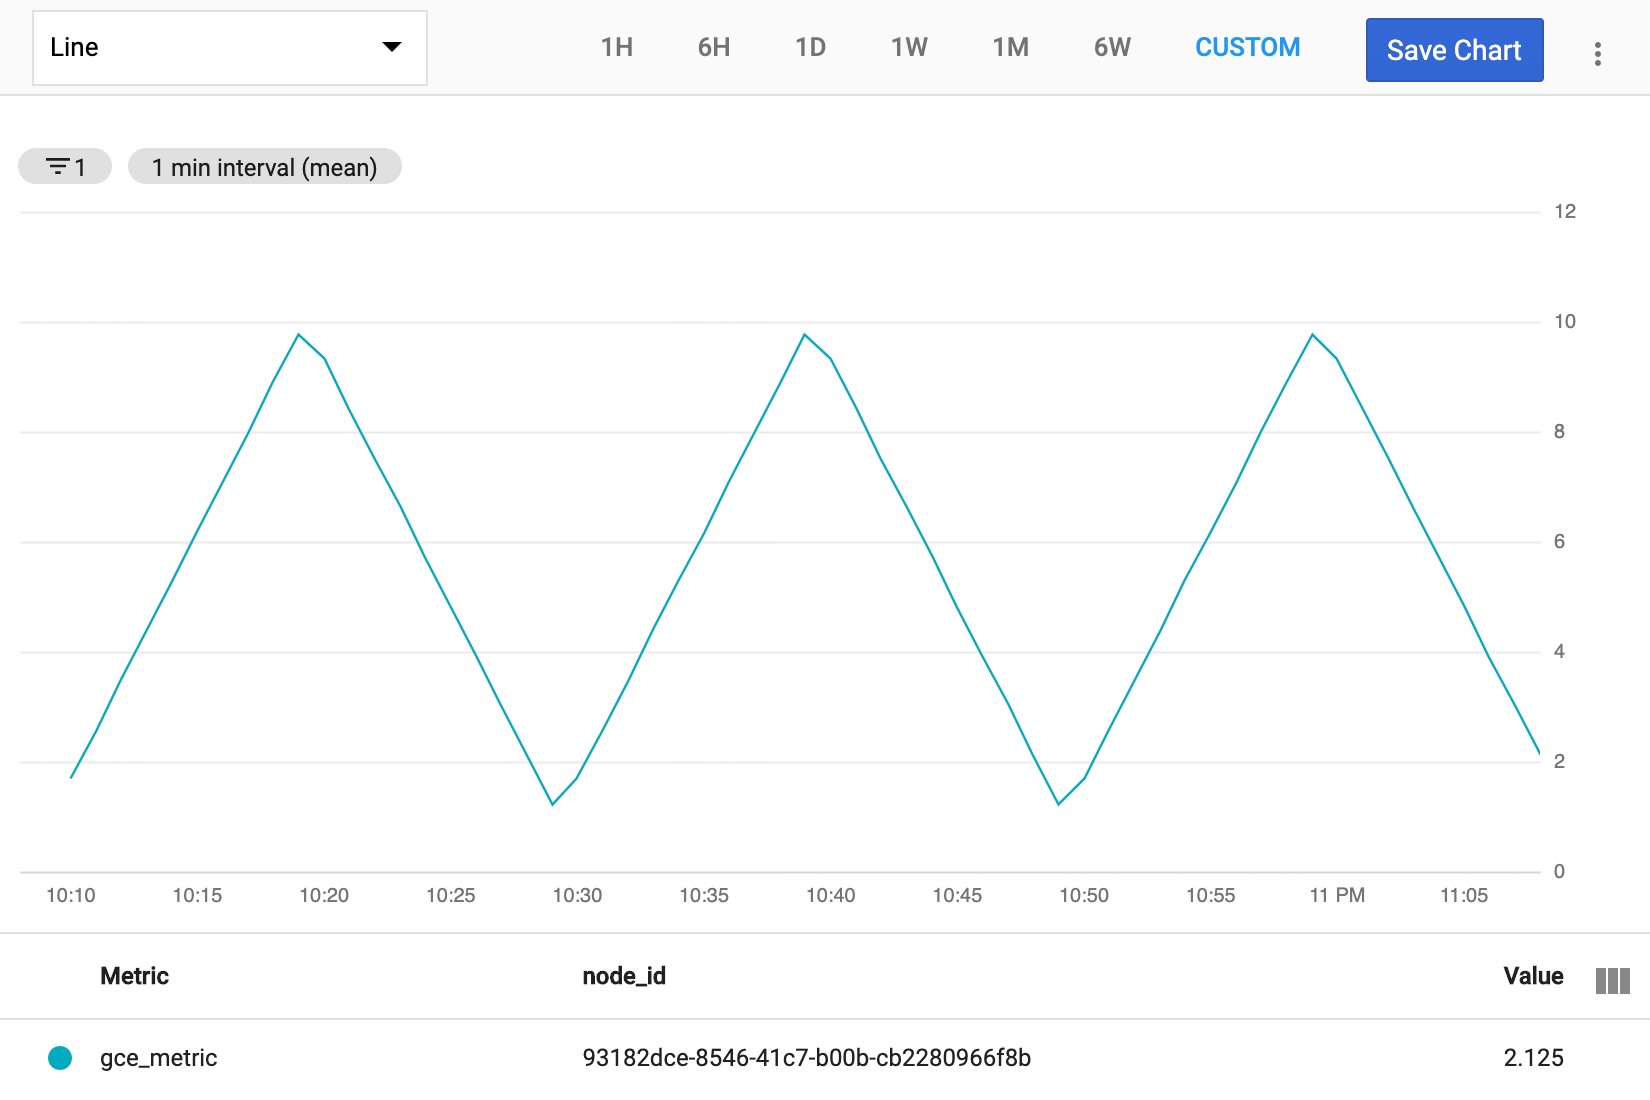 Line 1H 6H 1D 1W 1M 6W CUSTOM Save Chart
1 1 min interval (mean)
12
10
8
6
4
2
0
10:10 10:15 10:20 10:25 10:30 10:35 10:40 10:45 10:50 10:55 11 PM 11:05
Metric node_id Value
gce_metric 93182dce-8546-41c7-b00b-cb2280966f8b 2.125